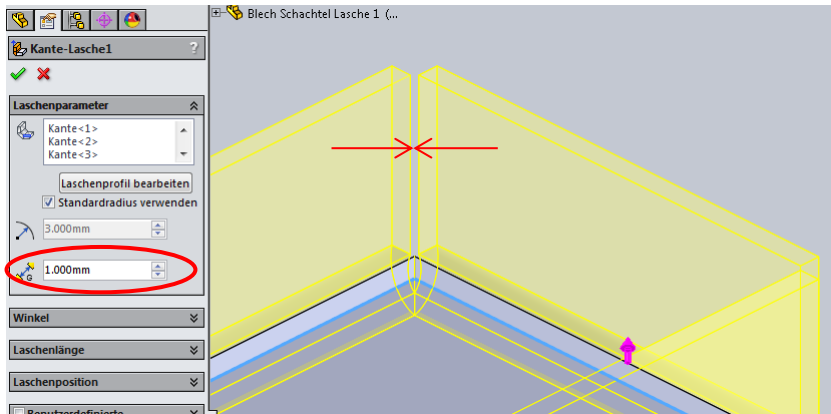 Blech Schachtel Lasche 1 (...
Kante-Lasche1
?
Laschenparameter
Kante<1>
Kante<2>
Kante<3>
Laschenprofil bearbeiten
Standardradius verwenden
3.000mm
G
1.000mm
Winkel
Laschenlänge
Laschenposition
Benutzerdefinierte